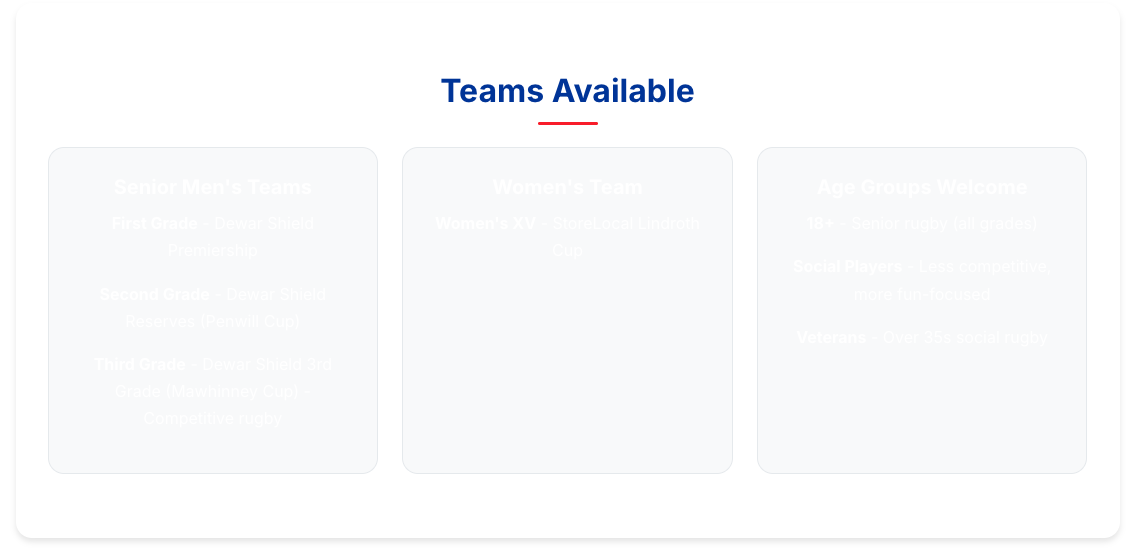 Teams Available
Senior Men's Teams
First Grade - Dewar Shield
Premiership
Second Grade - Dewar Shield
Reserves (Penwill Cup)
Third Grade - Dewar Shield 3rd
Grade (Mawhinney Cup) -
Competitive rugby
Women's Team
Women's XV - StoreLocal Lindroth
Cup
Age Groups Welcome
18+ - Senior rugby (all grades)
Social Players - Less competitive,
more fun-focused
Veterans - Over 35s social rugby